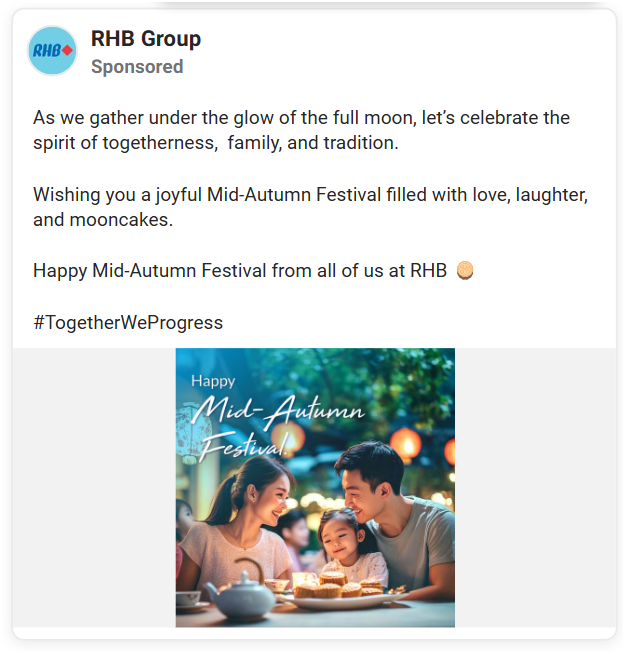 RHB
RHB Group
Sponsored
As we gather under the glow of the full moon, let’s celebrate the
spirit of togetherness,  family, and tradition.
Wishing you a joyful Mid-Autumn Festival filled with love, laughter,
and mooncakes.
Happy Mid-Autumn Festival from all of us at RHB 🥮
#TogetherWeProgress
Happy
Mid-Autumn
Festival.